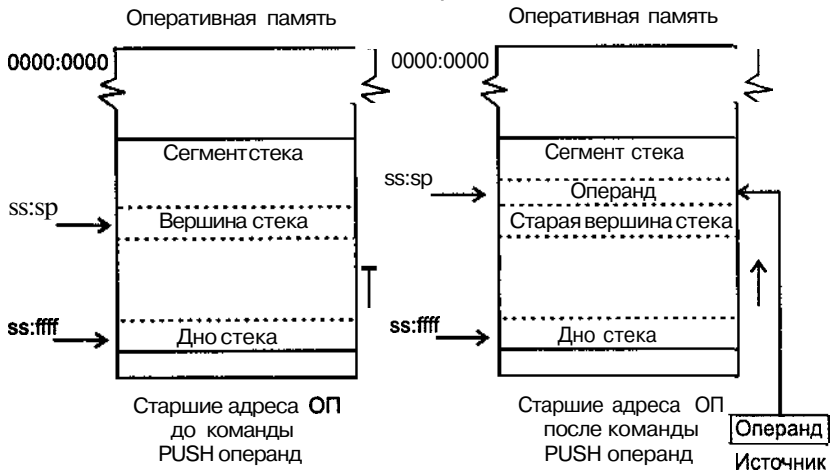 Оперативная память
0000:0000
Сегмент стека
ss:sp
Вершина стека
ss:ffff
Дно стека
Старшие адреса ОП
до команды
PUSH операнд
Оперативная память
0000:0000
Сегмент стека
ss:sp
Операнд
Старая вершина стека
ss:ffff
Дно стека
Старшие адреса ОП
после команды
PUSH операнд
Операнд
Источник